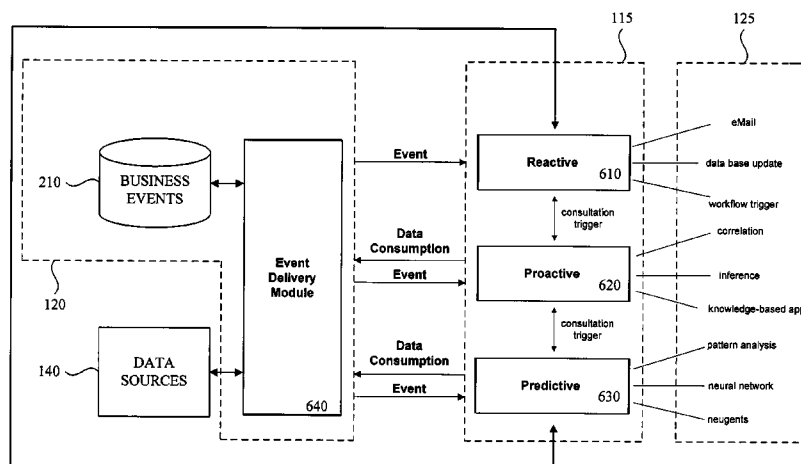 115
125
210
BUSINESS
EVENTS
120
140
DATA
SOURCES
Event
Delivery
Module
640
Event
Data
Consumption
Event
Data
Consumption
Event
Reactive
610
consultation
trigger
Proactive
620
consultation
trigger
Predictive
630
eMail
data base update
workflow trigger
correlation
inference
knowledge-based app
pattern analysis
neural network
neugents